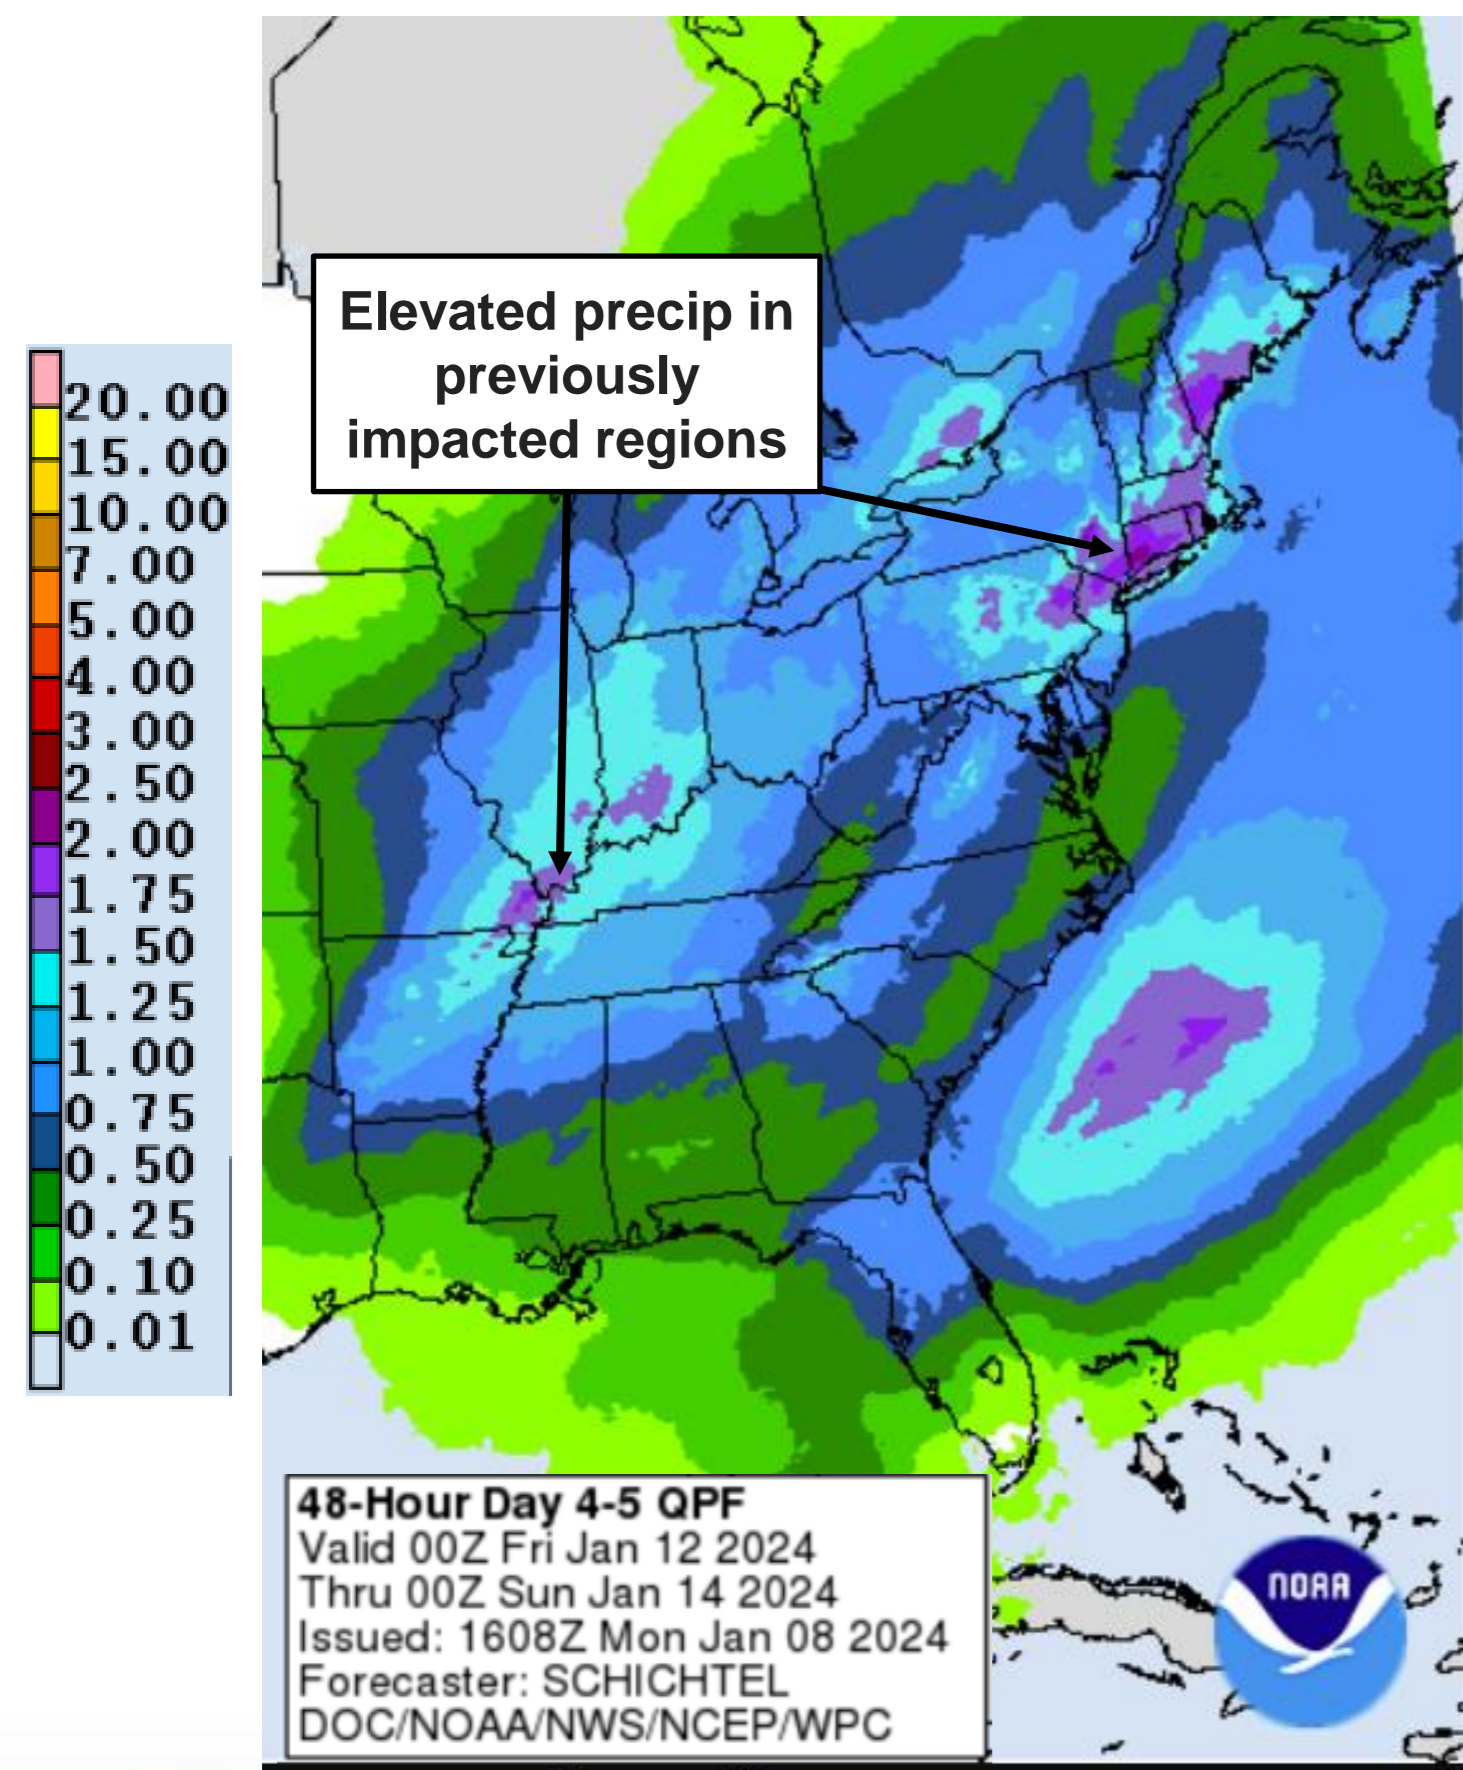 Elevated precip in
previously
impacted regions
20.00
15.00
10.00
7.00
5.00
4.00
3.00
2.50
2.00
1.75
1.50
1.25
1.00
0.75
0.50
0.25
0.10
0.01
48-Hour Day 4-5 QPF
Valid 00Z Fri Jan 12 2024
Thru 00Z Sun Jan 14 2024
Issued: 1608Z Mon Jan 08 2024
Forecaster: SCHICHTEL
DOC/NOAA/NWS/NCEP/WPC
NOAA